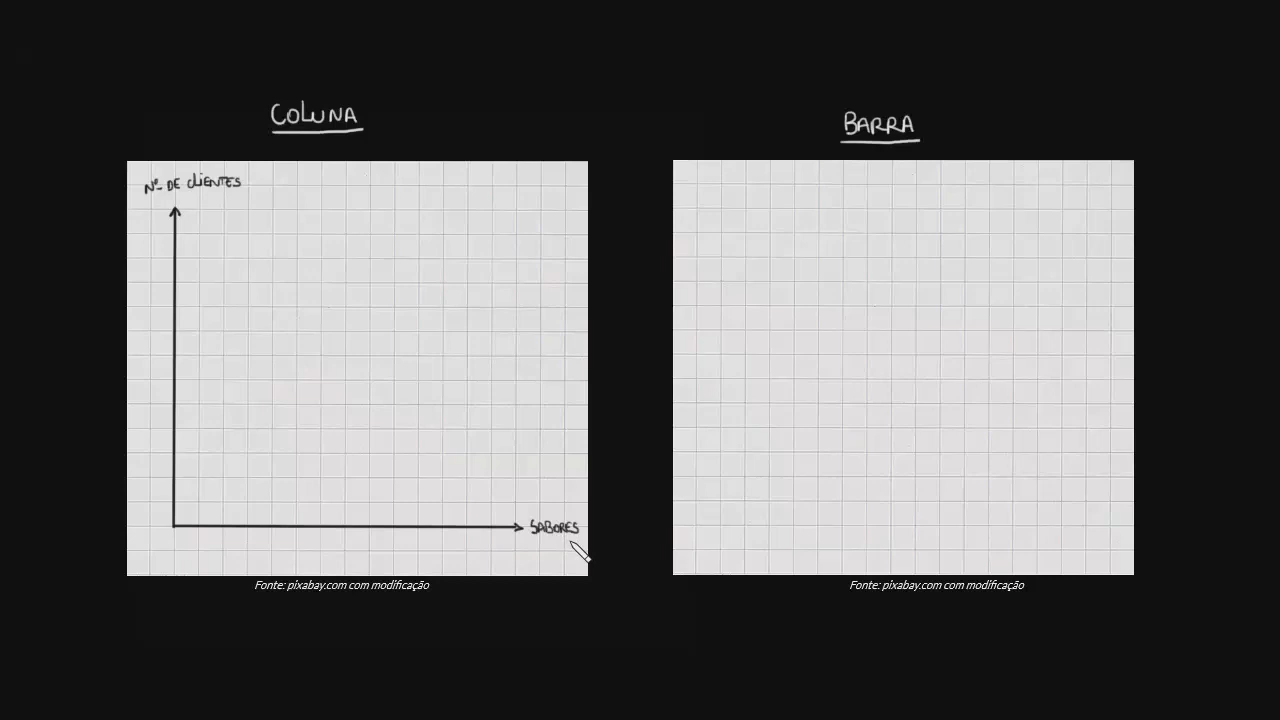 COLUNA
BARRA
Nº DE CLIENTES
SABORES
Fonte: pixabay.com com modificação
Fonte: pixabay.com com modificação